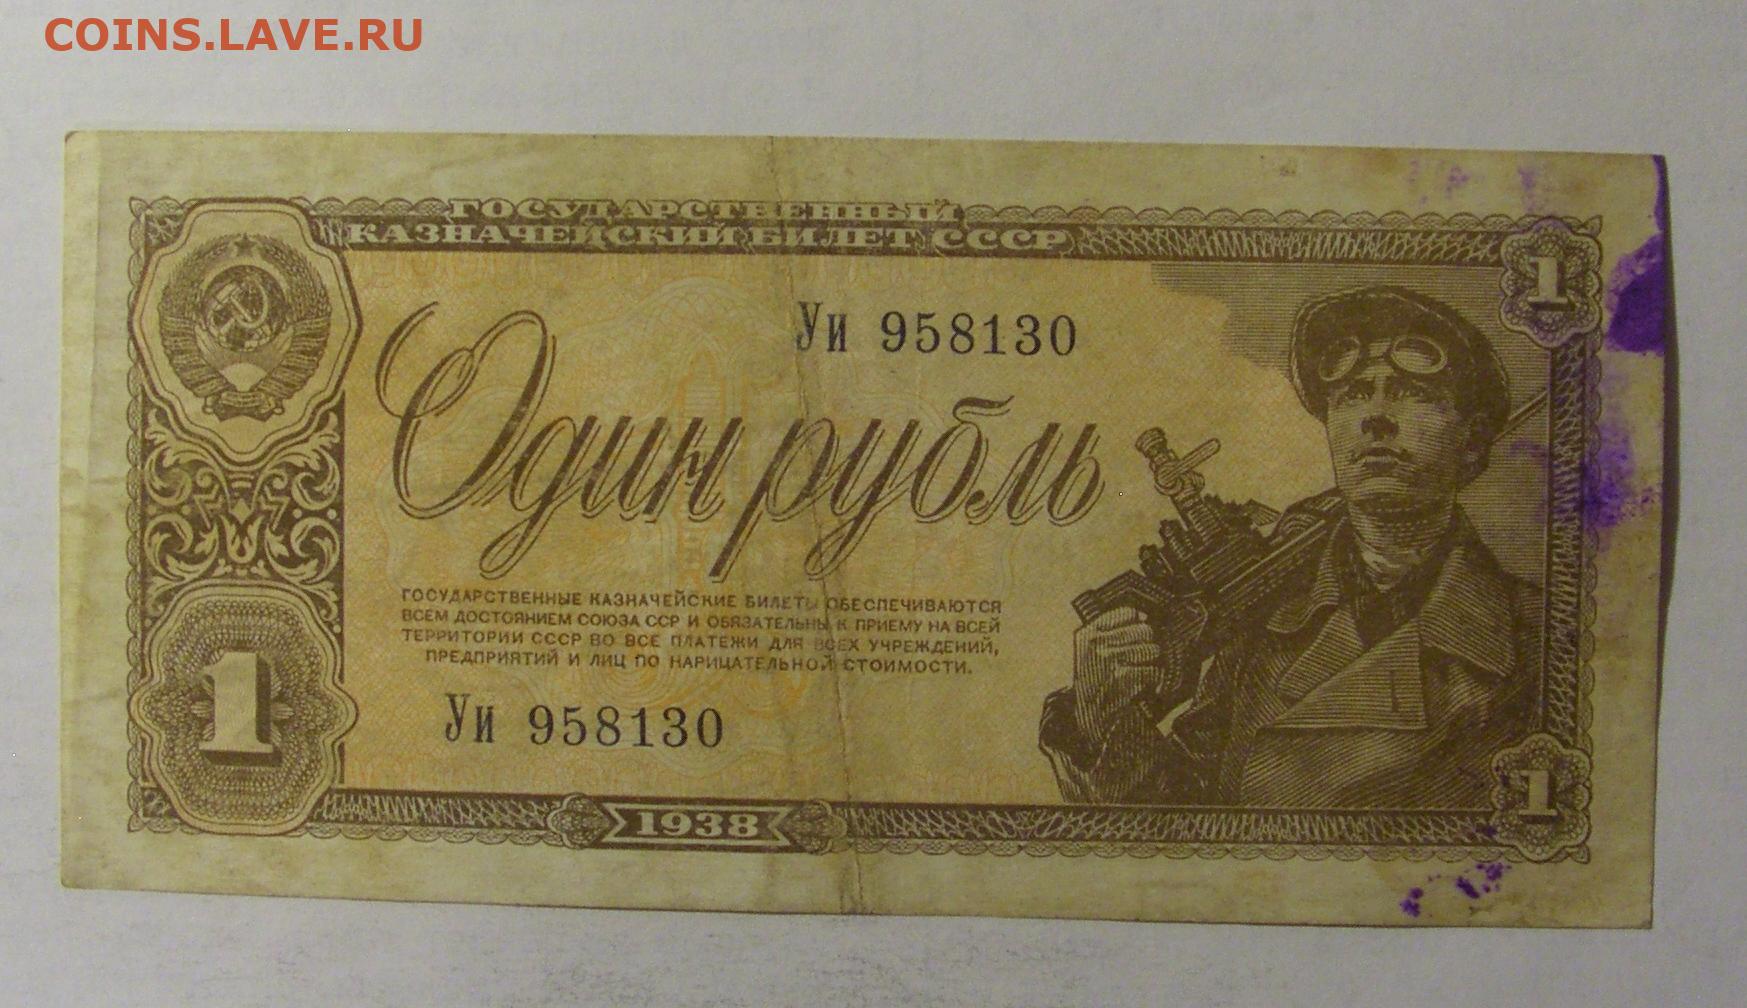 COINS.LAVE.RU
ГОСУДАРСТВЕННЫЙ
КАЗНАЧЕЙСКИЙ БИЛЕТ СССР
1
Уи 958130
Один рубль
ГОСУДАРСТВЕННЫЕ КАЗНАЧЕЙСКИЕ БИЛЕТЫ ОБЕСПЕЧИВАЮТСЯ
ВСЕМ ДОСТОЯНИЕМ СОЮЗА ССР И ОБЯЗАТЕЛЬНЫ К ПРИЕМУ НА ВСЕЙ
ТЕРРИТОРИИ СССР ВО ВСЕ ПЛАТЕЖИ ДЛЯ ВСЕХ УЧРЕЖДЕНИЙ,
ПРЕДПРИЯТИЙ И ЛИЦ ПО НАРИЦАТЕЛЬНОЙ СТОИМОСТИ.
1
Уи 958130
1
1938